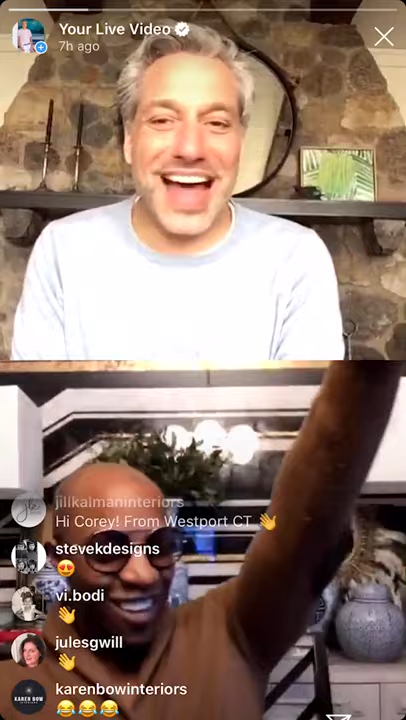 Your Live Video
7h ago
jillkalmaninteriors
Hi Corey! From Westport CT 👋
stevekdesigns
😍
vi.bodi
👋
julesgwill
👋
karenbowinteriors
😂😂😂
KAREN BOW